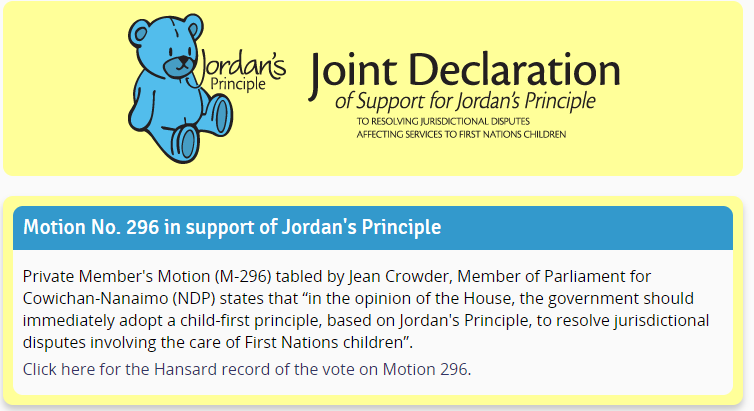 Jordan's
Principle
Joint Declaration
of Support for Jordan's Principle
TO RESOLVING JURISDICTIONAL DISPUTES
AFFECTING SERVICES TO FIRST NATIONS CHILDREN
Motion No. 296 in support of Jordan's Principle
Private Member's Motion (M-296) tabled by Jean Crowder, Member of Parliament for
Cowichan-Nanaimo (NDP) states that “in the opinion of the House, the government should
immediately adopt a child-first principle, based on Jordan's Principle, to resolve jurisdictional
disputes involving the care of First Nations children”.
Click here for the Hansard record of the vote on Motion 296.